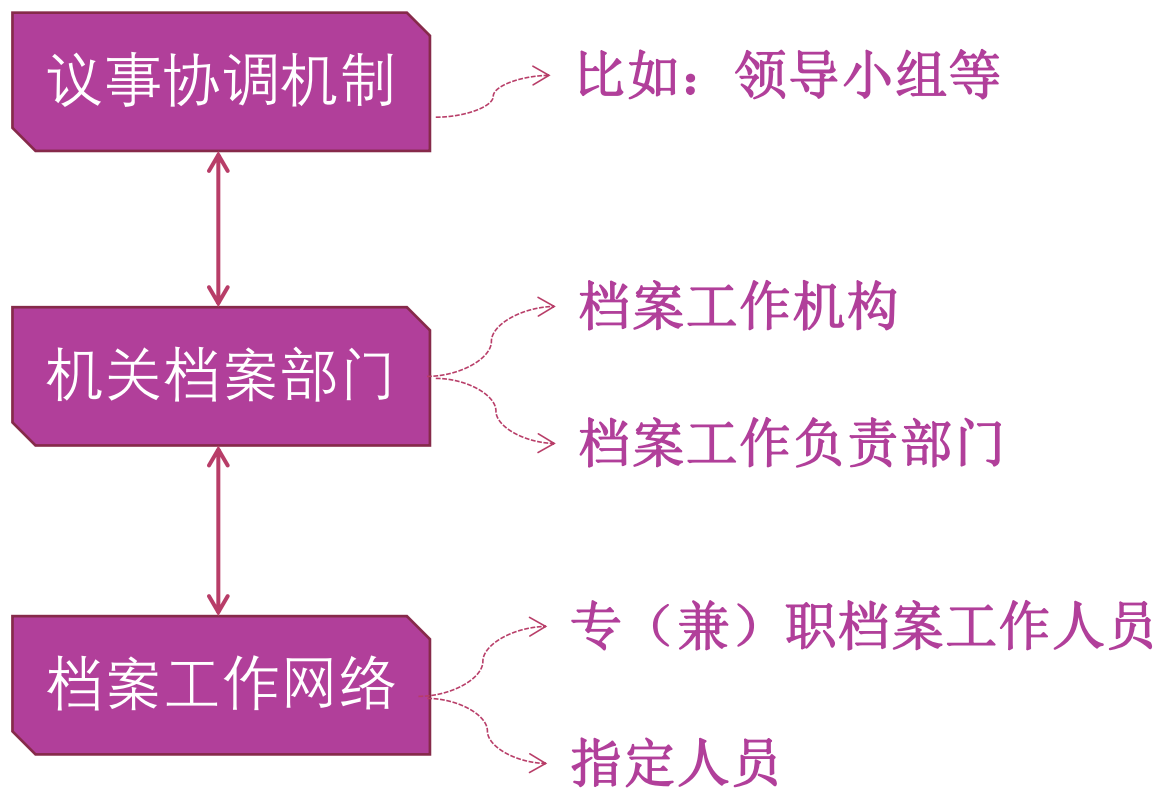 议事协调机制
比如：领导小组等
机关档案部门
档案工作机构
档案工作负责部门
档案工作网络
专（兼）职档案工作人员
指定人员